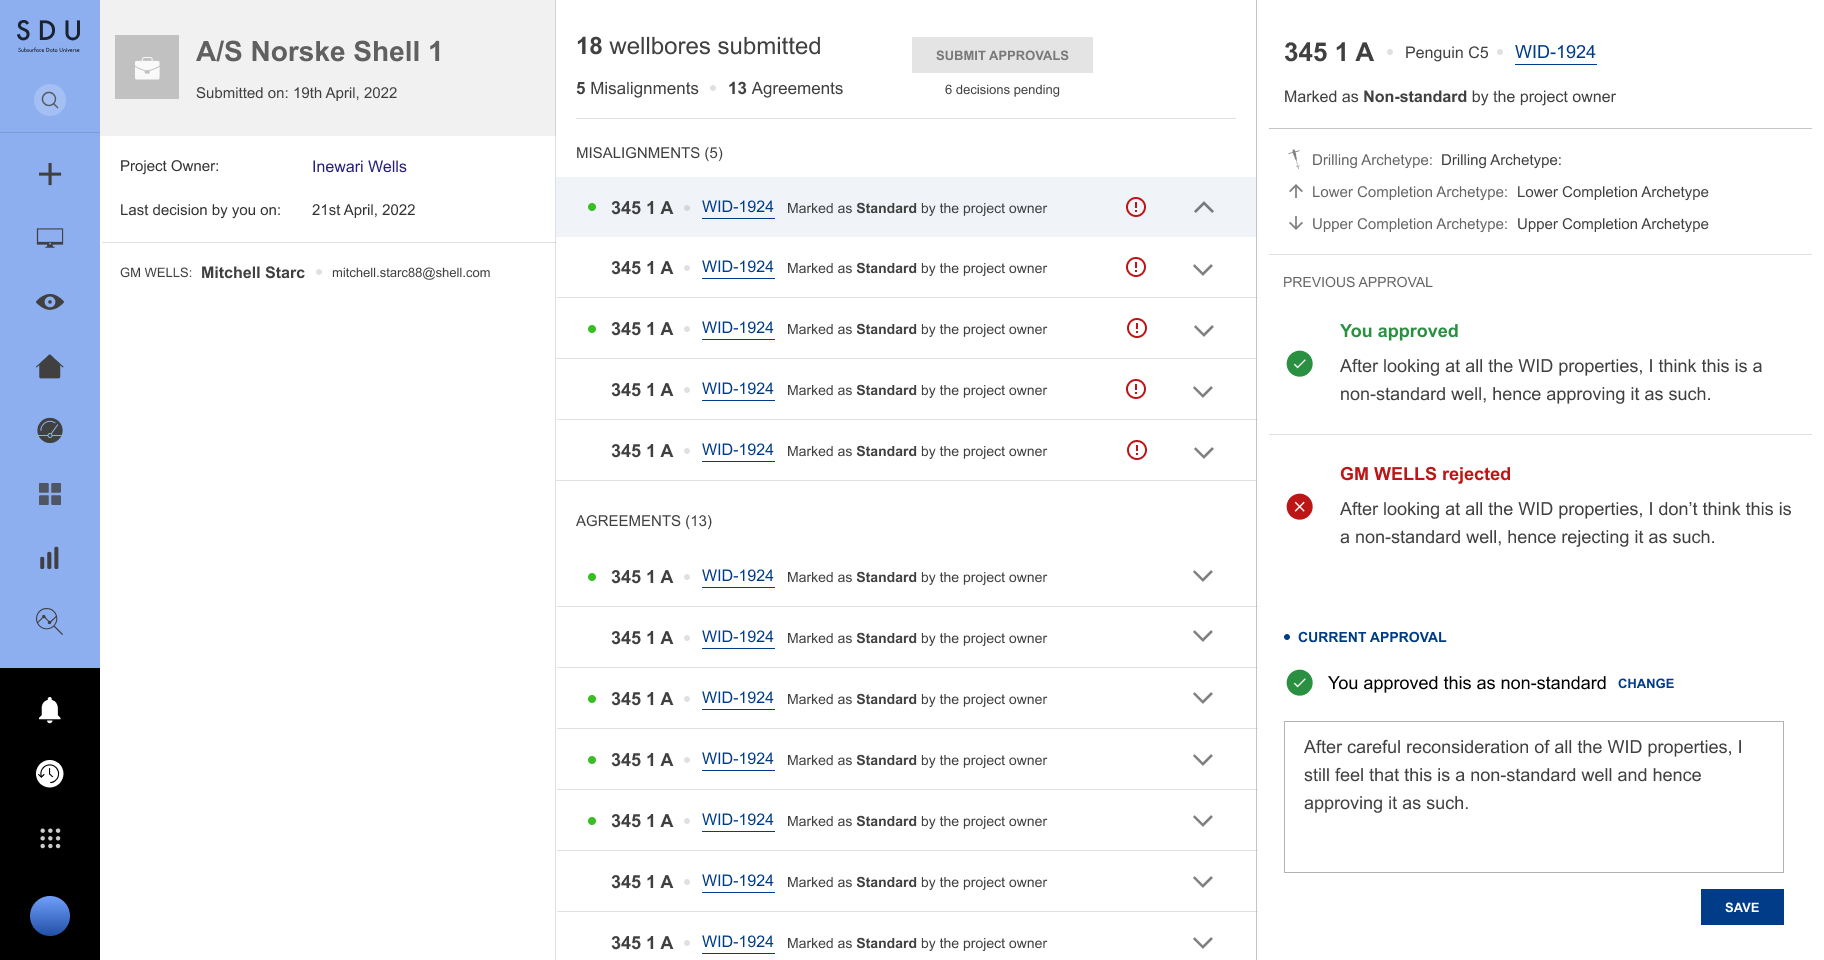 SDU
Subsurface Data Universe
A/S Norske Shell 1
Submitted on: 19th April, 2022
Project Owner: Inewari Wells
Last decision by you on: 21st April, 2022
GM WELLS: Mitchell Starc mitchell.starc88@shell.com
18 wellbores submitted
SUBMIT APPROVALS
5 Misalignments 13 Agreements
6 decisions pending
MISALIGNMENTS (5)
345 1 A WID-1924 Marked as Standard by the project owner
345 1 A WID-1924 Marked as Standard by the project owner
345 1 A WID-1924 Marked as Standard by the project owner
345 1 A WID-1924 Marked as Standard by the project owner
345 1 A WID-1924 Marked as Standard by the project owner
AGREEMENTS (13)
345 1 A WID-1924 Marked as Standard by the project owner
345 1 A WID-1924 Marked as Standard by the project owner
345 1 A WID-1924 Marked as Standard by the project owner
345 1 A WID-1924 Marked as Standard by the project owner
345 1 A WID-1924 Marked as Standard by the project owner
345 1 A WID-1924 Marked as Standard by the project owner
345 1 A WID-1924 Marked as Standard by the project owner
345 1 A Penguin C5 WID-1924
Marked as Non-standard by the project owner
Drilling Archetype: Drilling Archetype:
Lower Completion Archetype: Lower Completion Archetype
Upper Completion Archetype: Upper Completion Archetype
PREVIOUS APPROVAL
You approved
After looking at all the WID properties, I think this is a
non-standard well, hence approving it as such.
GM WELLS rejected
After looking at all the WID properties, I don't think this is
a non-standard well, hence rejecting it as such.
CURRENT APPROVAL
You approved this as non-standard CHANGE
After careful reconsideration of all the WID properties, I
still feel that this is a non-standard well and hence
approving it as such.
SAVE